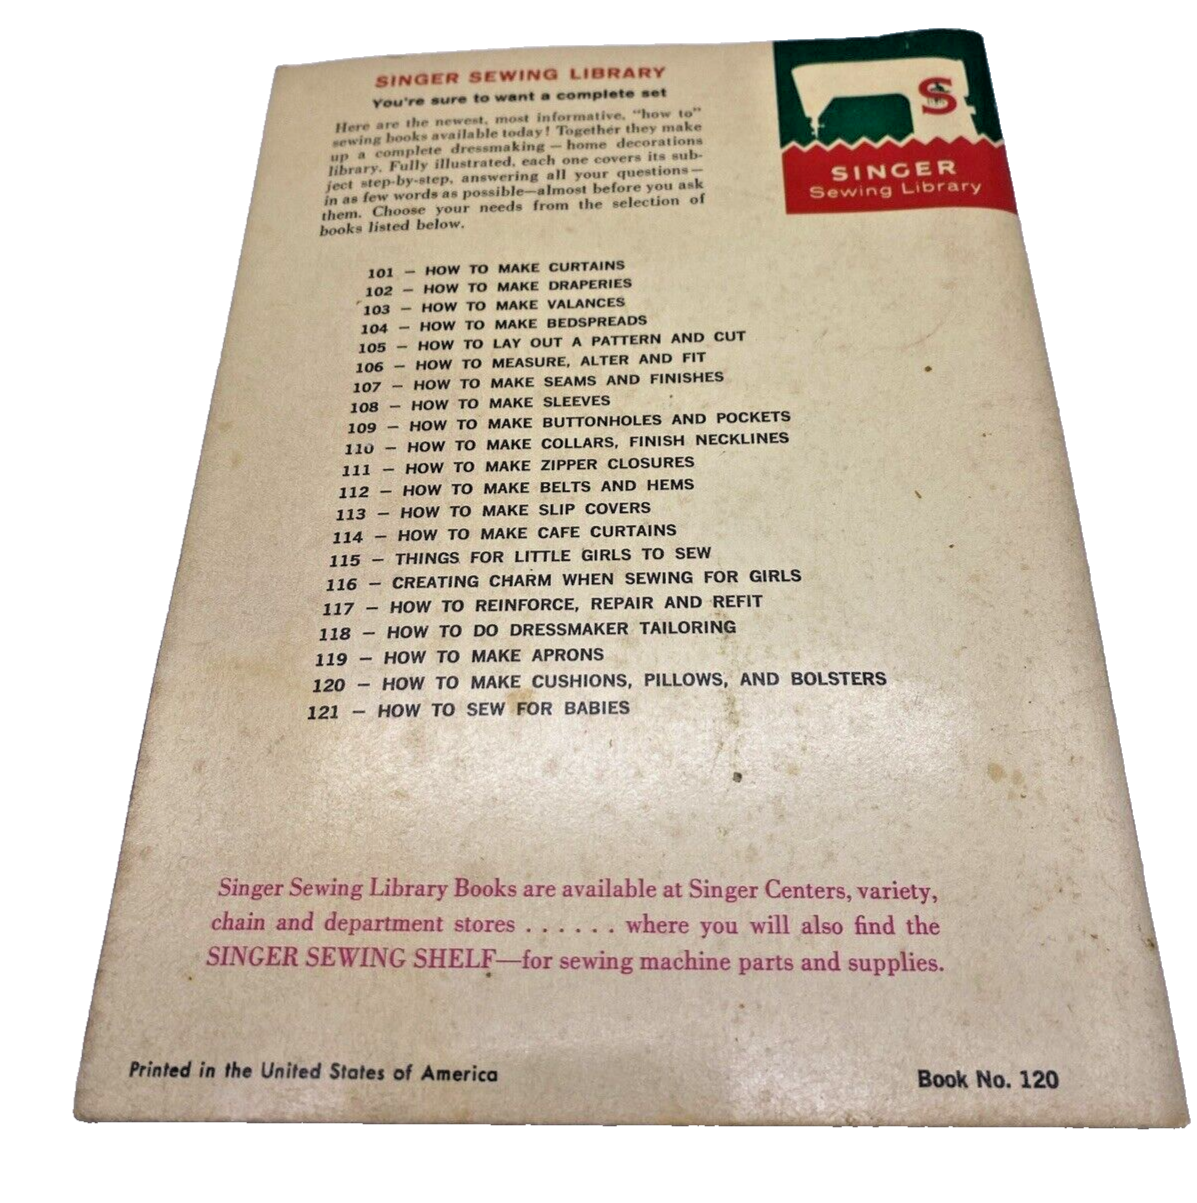 SINGER SEWING LIBRARY
You're sure to want a complete set
Here are the newest, most informative, "how to"
sewing books available today! Together they make
up a complete dressmaking — home decorations
library. Fully illustrated, each one covers its sub-
ject step-by-step, answering all your questions—
in as few words as possible—almost before you ask
them. Choose your needs from the selection of
books listed below.
S
SINGER
Sewing Library
101 — HOW TO MAKE CURTAINS
102 — HOW TO MAKE DRAPERIES
103 — HOW TO MAKE VALANCES
104 — HOW TO MAKE BEDSPREADS
105 — HOW TO LAY OUT A PATTERN AND CUT
106 — HOW TO MEASURE, ALTER AND FIT
107 — HOW TO MAKE SEAMS AND FINISHES
108 — HOW TO MAKE SLEEVES
109 — HOW TO MAKE BUTTONHOLES AND POCKETS
110 — HOW TO MAKE COLLARS, FINISH NECKLINES
111 — HOW TO MAKE ZIPPER CLOSURES
112 — HOW TO MAKE BELTS AND HEMS
113 — HOW TO MAKE SLIP COVERS
114 — HOW TO MAKE CAFE CURTAINS
115 — THINGS FOR LITTLE GIRLS TO SEW
116 — CREATING CHARM WHEN SEWING FOR GIRLS
117 — HOW TO REINFORCE, REPAIR AND REFIT
118 — HOW TO DO DRESSMAKER TAILORING
119 — HOW TO MAKE APRONS
120 — HOW TO MAKE CUSHIONS, PILLOWS, AND BOLSTERS
121 — HOW TO SEW FOR BABIES
Singer Sewing Library Books are available at Singer Centers, variety,
chain and department stores . . . . . . where you will also find the
SINGER SEWING SHELF—for sewing machine parts and supplies.
Printed in the United States of America
Book No. 120